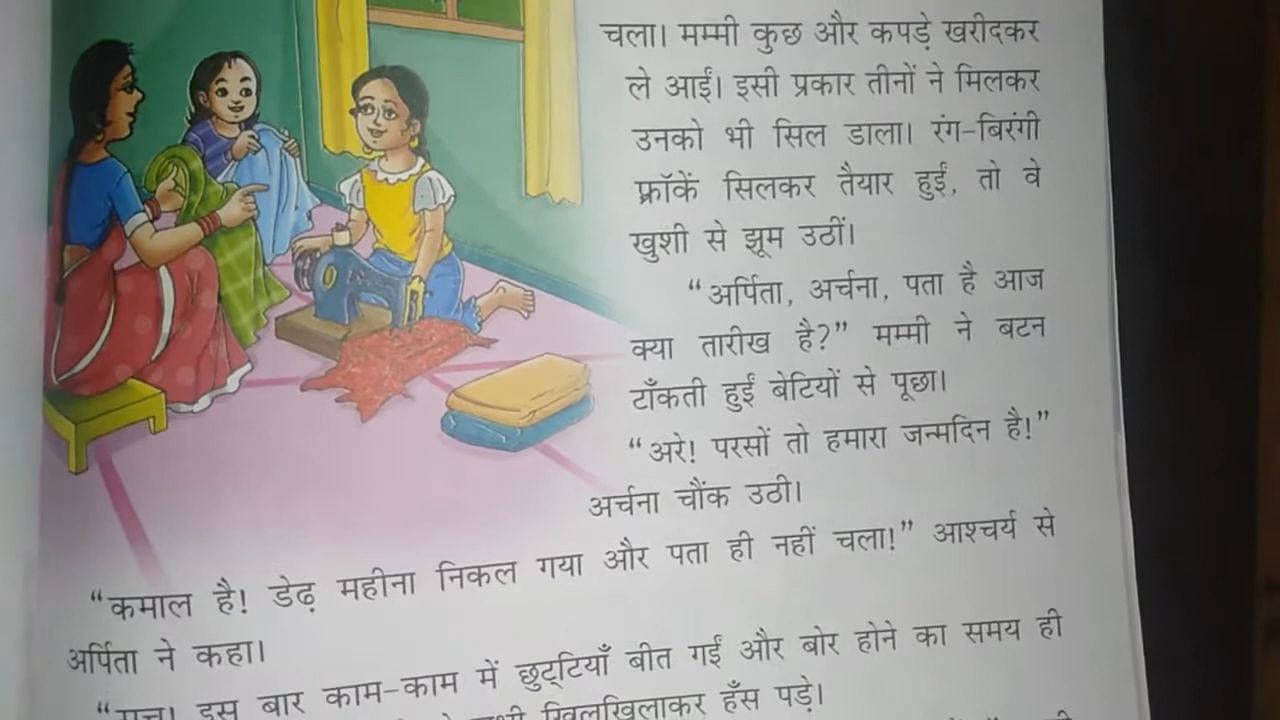 चला। मम्मी कुछ और कपड़े खरीदकर
ले आईं। इसी प्रकार तीनों ने मिलकर
उनको भी सिल डाला। रंग-बिरंगी
फ्रॉकें सिलकर तैयार हुईं, तो वे
खुशी से झूम उठीं।
“अर्पिता, अर्चना, पता है आज
क्या तारीख है?” मम्मी ने बटन
टाँकती हुईं बेटियों से पूछा।
“अरे! परसों तो हमारा जन्मदिन है!”
अर्चना चौंक उठी।
“कमाल है! डेढ़ महीना निकल गया और पता ही नहीं चला!” आश्चर्य से
अर्पिता ने कहा।
“सच! इस बार काम-काम में छुट्टियाँ बीत गईं और बोर होने का समय ही
खिलखिलाकर हँस पड़े।